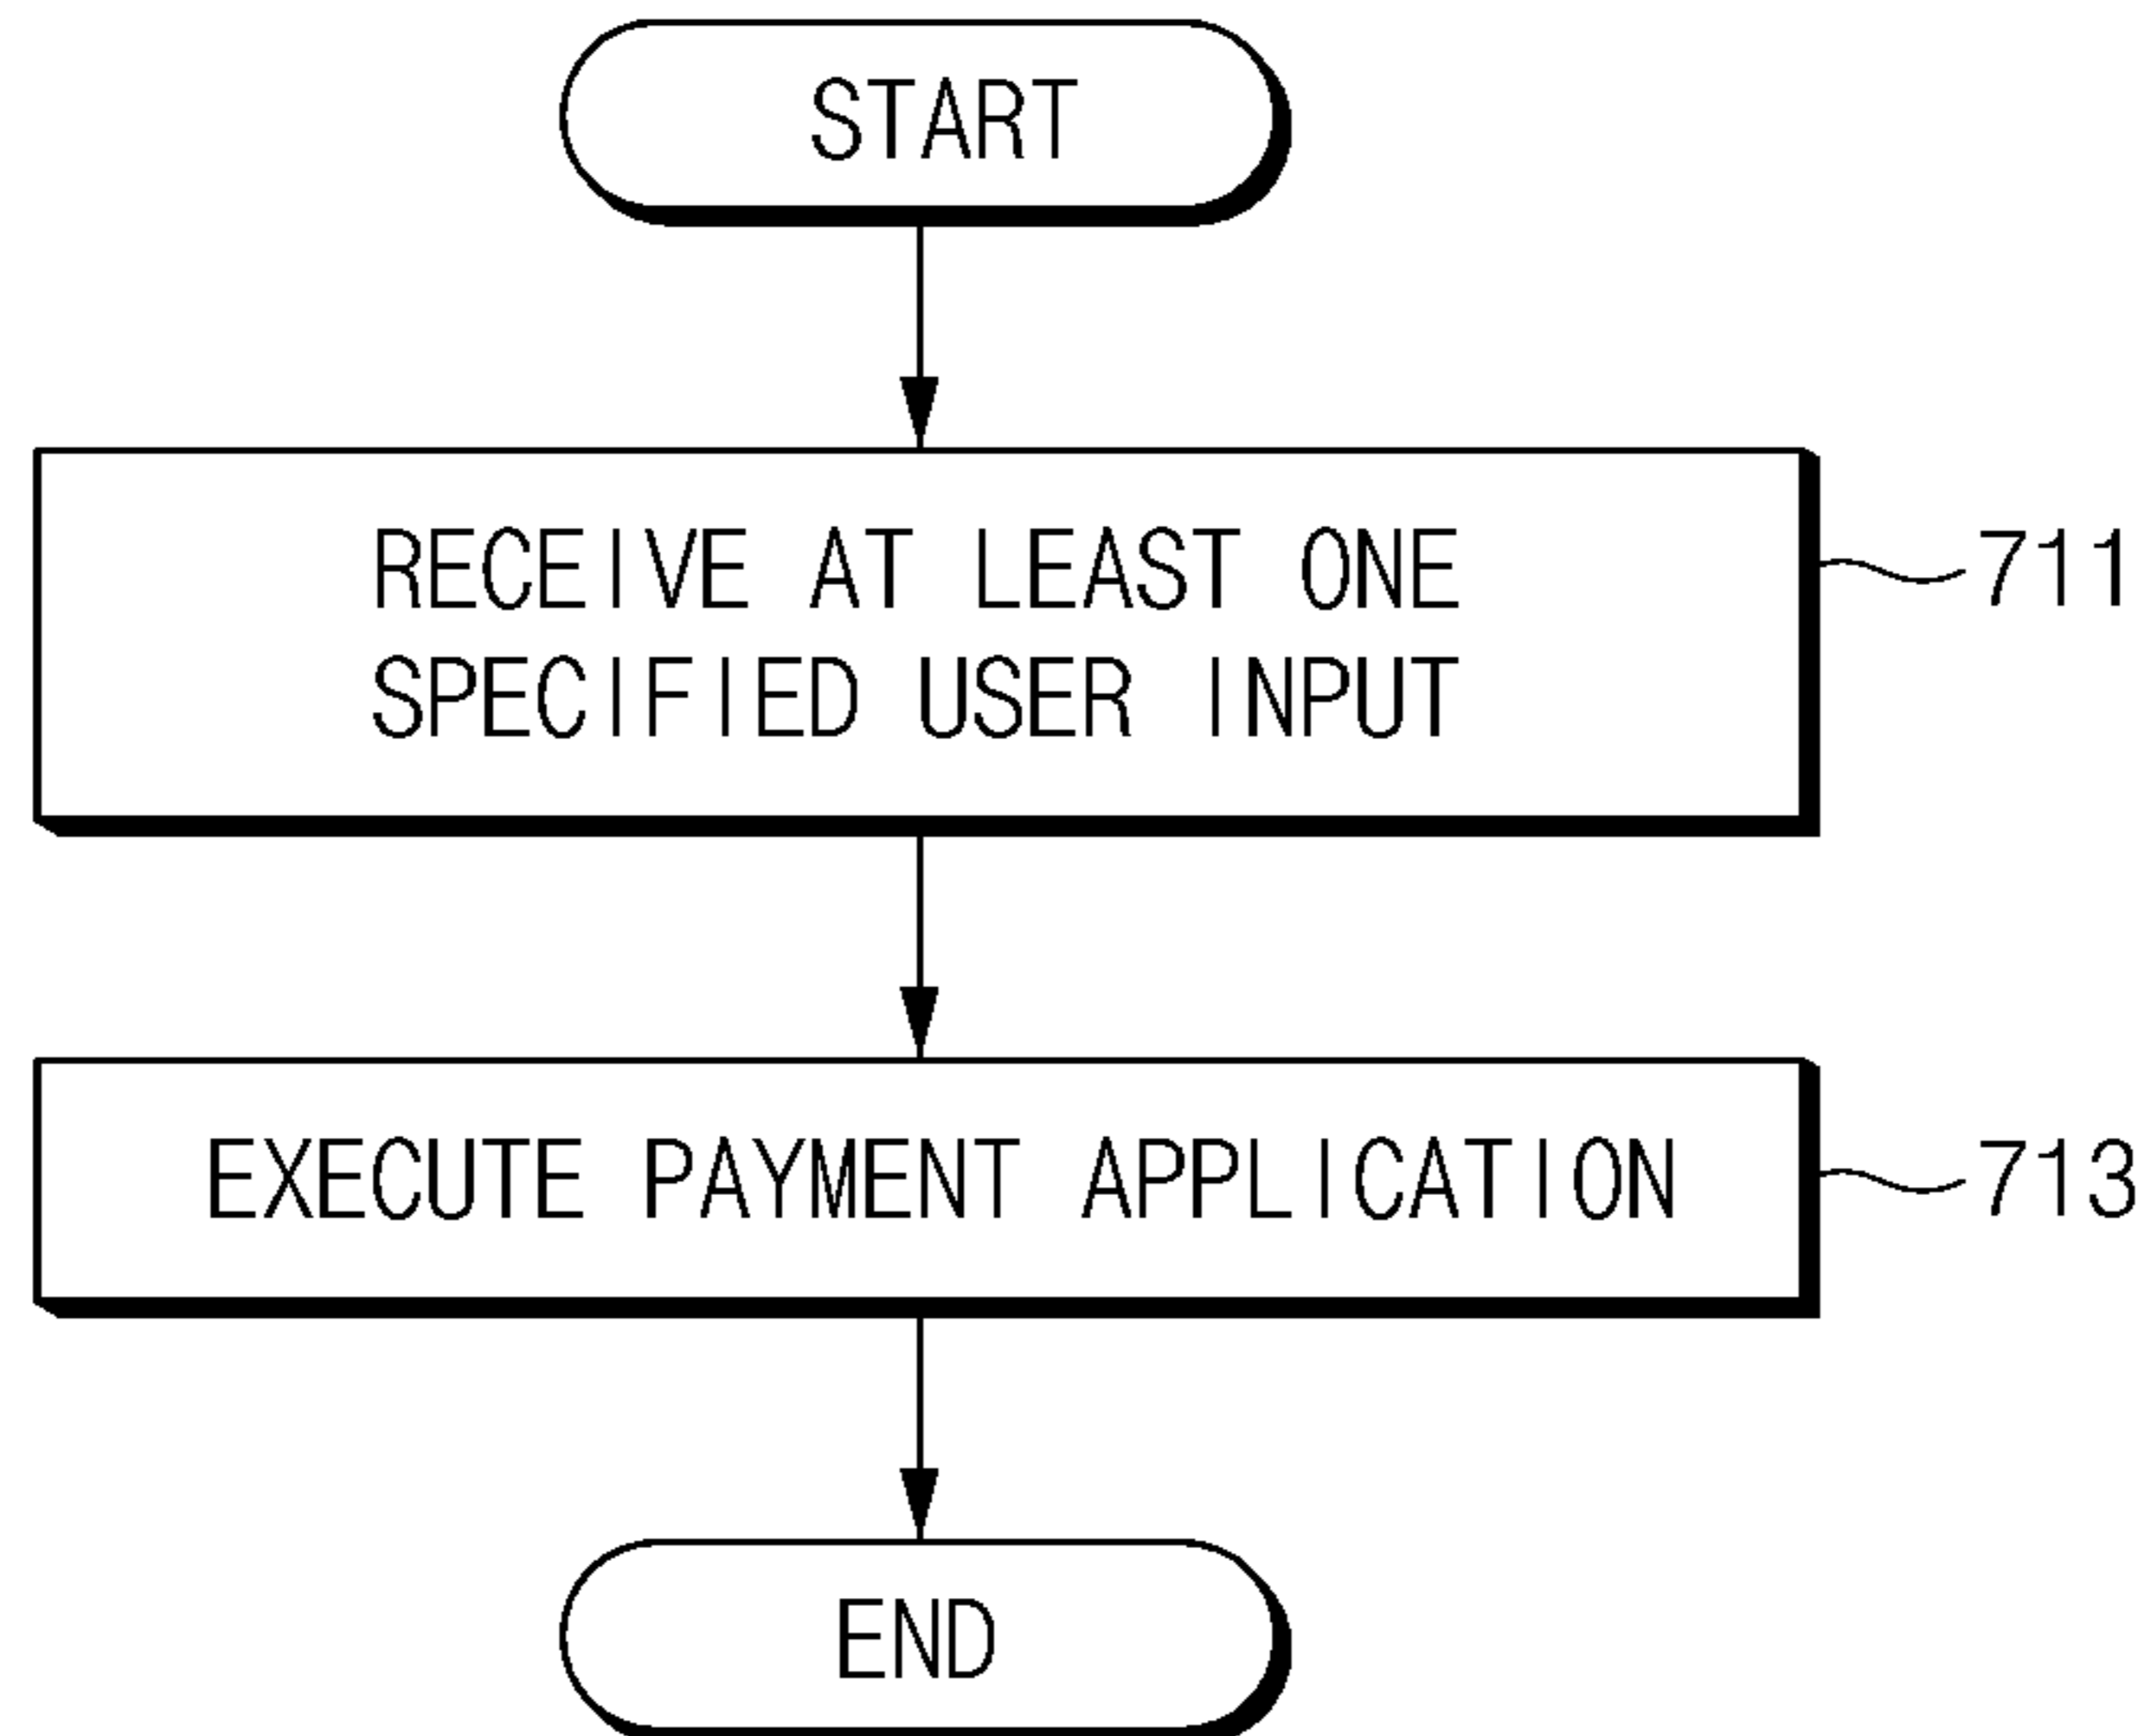 START
RECEIVE AT LEAST ONE
SPECIFIED USER INPUT
711
EXECUTE PAYMENT APPLICATION
713
END